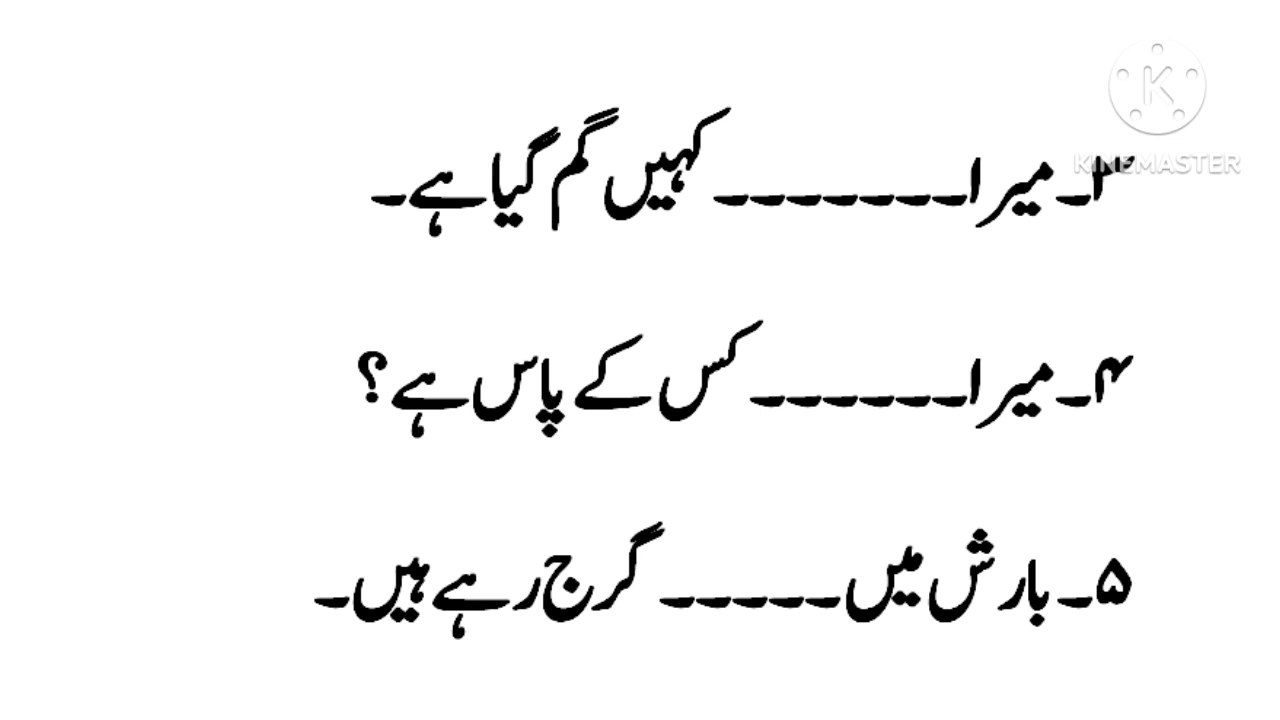 ۳۔ میرا۔۔۔۔۔۔۔ کہیں گم گیا ہے۔
KINEMASTER
۴۔ میرا۔۔۔۔۔۔ کس کے پاس ہے؟
۵۔ بارش میں۔۔۔۔۔ گرج رہے ہیں۔